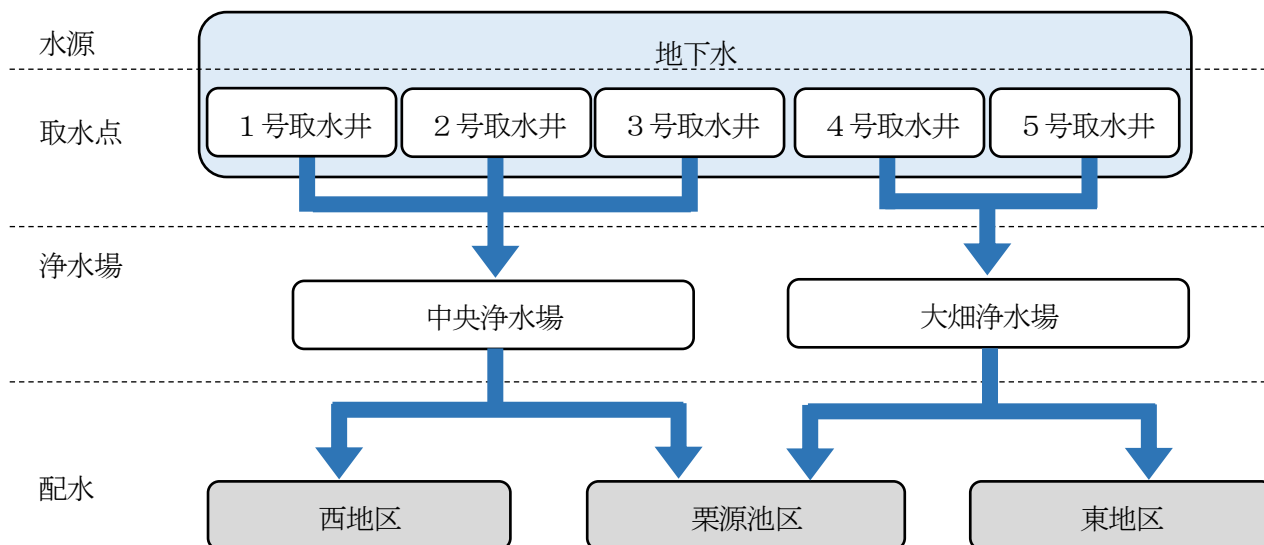 水源
地下水
取水点
１号取水井
２号取水井
３号取水井
４号取水井
５号取水井
浄水場
中央浄水場
大畑浄水場
配水
西地区
栗源池区
東地区